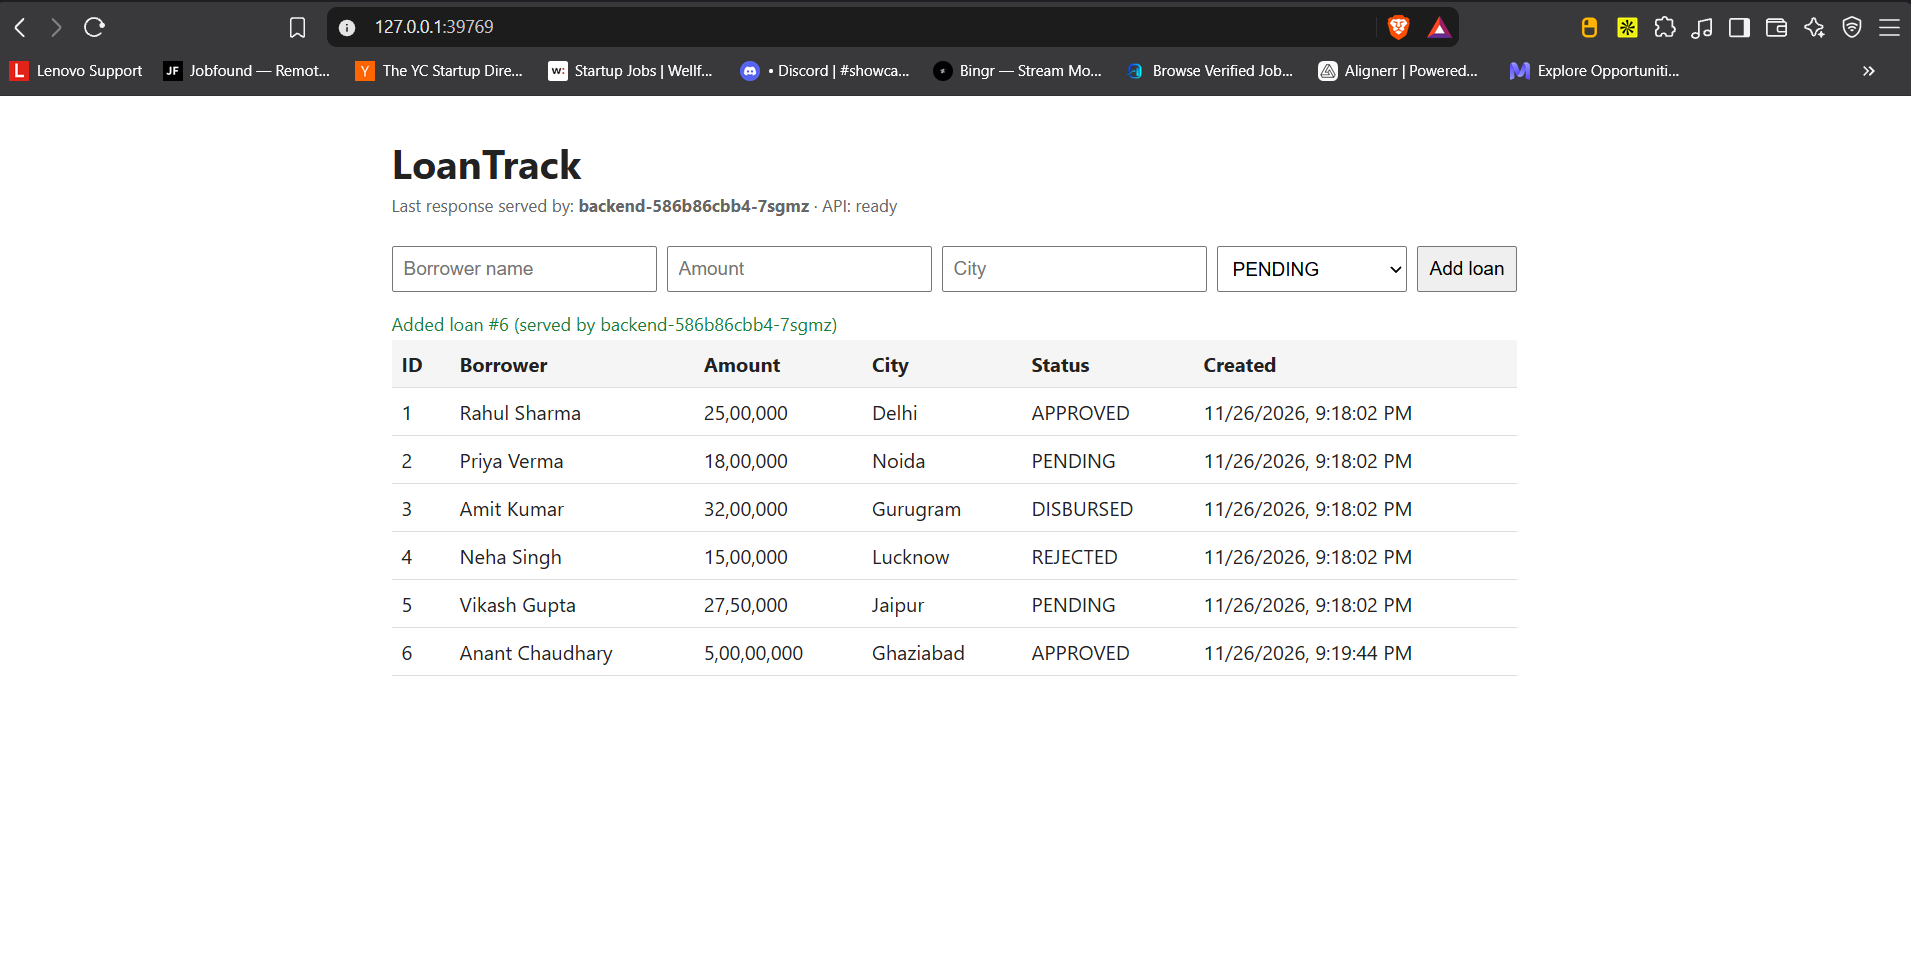 127.0.0.1:39769
Lenovo Support
JF Jobfound — Remot...
Y The YC Startup Dire...
w: Startup Jobs | Wellf...
• Discord | #showca...
Bingr — Stream Mo...
Browse Verified Job...
Alignerr | Powered...
Explore Opportuniti...
»
LoanTrack
Last response served by: backend-586b86cbb4-7sgmz · API: ready
Borrower name Amount City PENDING Add loan
Added loan #6 (served by backend-586b86cbb4-7sgmz)
ID Borrower Amount City Status Created
1 Rahul Sharma 25,00,000 Delhi APPROVED 11/26/2026, 9:18:02 PM
2 Priya Verma 18,00,000 Noida PENDING 11/26/2026, 9:18:02 PM
3 Amit Kumar 32,00,000 Gurugram DISBURSED 11/26/2026, 9:18:02 PM
4 Neha Singh 15,00,000 Lucknow REJECTED 11/26/2026, 9:18:02 PM
5 Vikash Gupta 27,50,000 Jaipur PENDING 11/26/2026, 9:18:02 PM
6 Anant Chaudhary 5,00,00,000 Ghaziabad APPROVED 11/26/2026, 9:19:44 PM